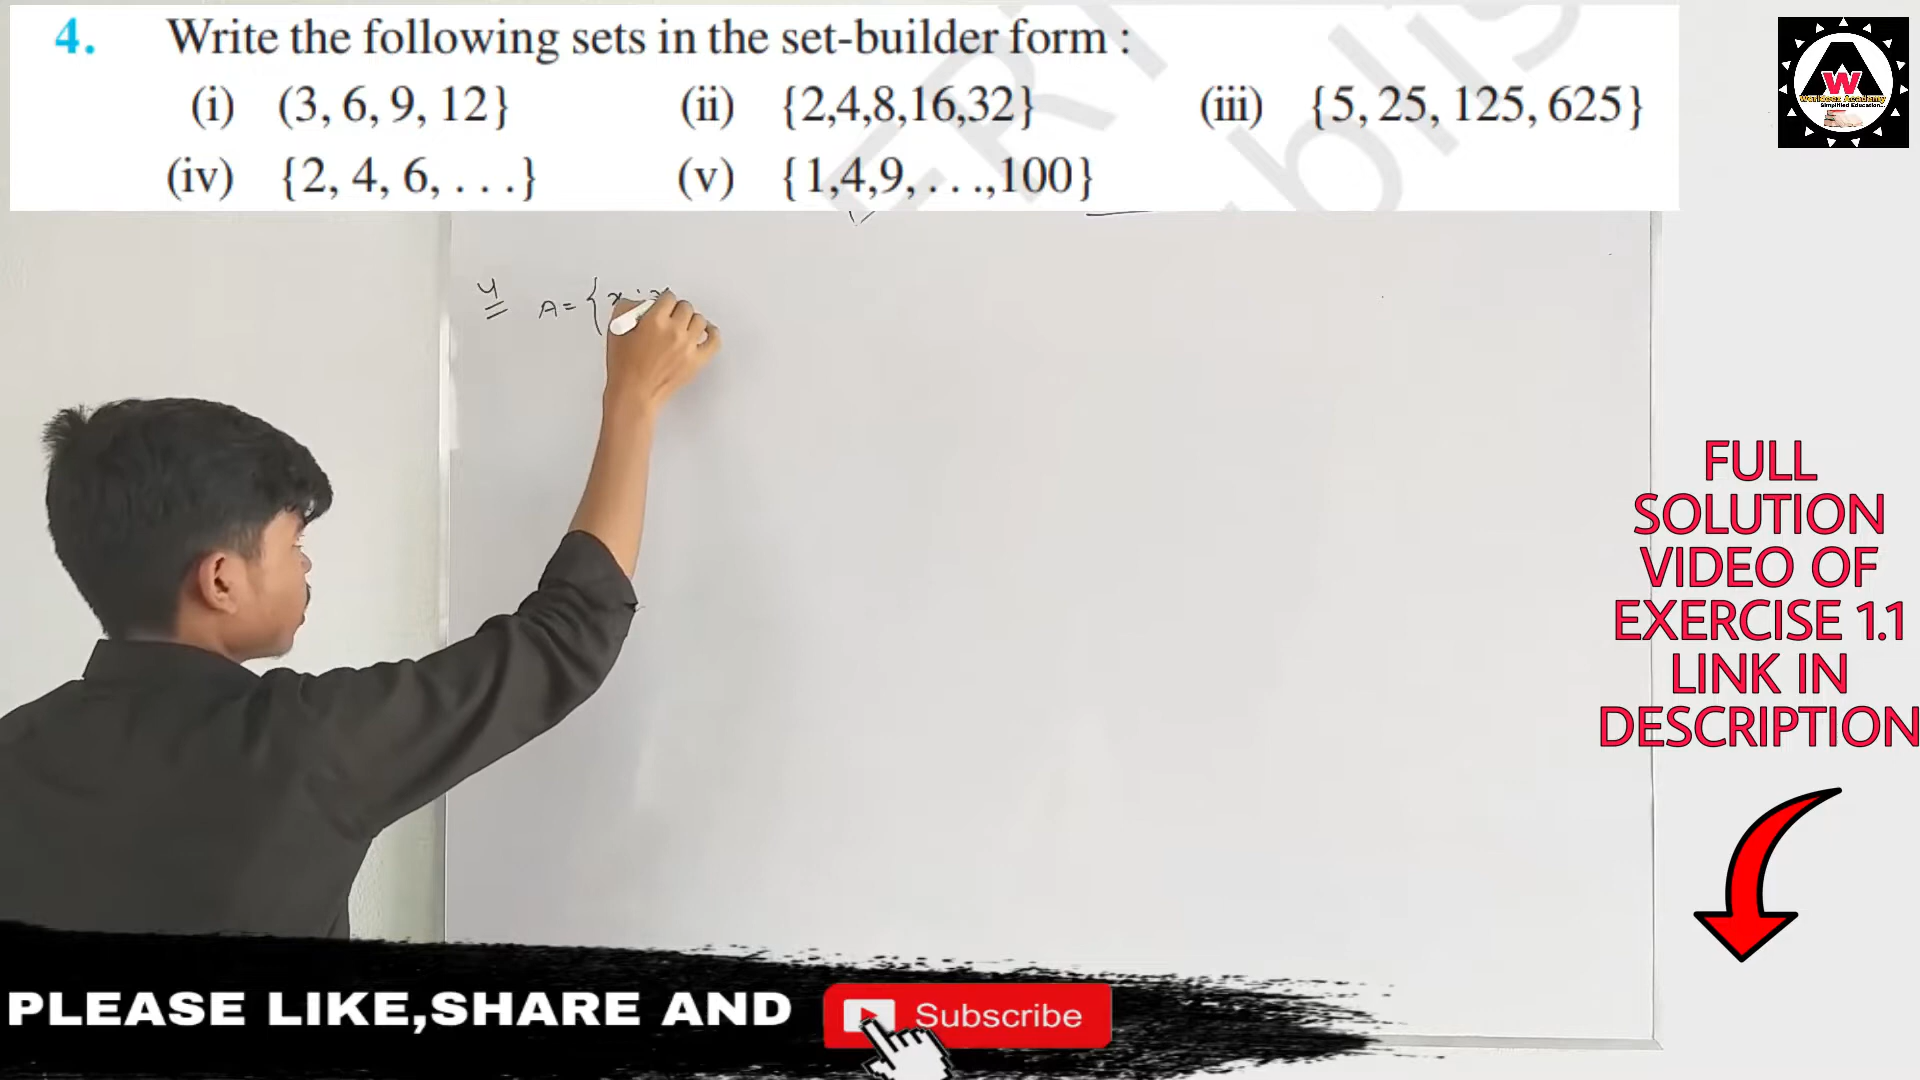 4. Write the following sets in the set-builder form :
(i) (3, 6, 9, 12} (ii) {2,4,8,16,32} (iii) {5, 25, 125, 625}
(iv) {2, 4, 6, . . .} (v) {1,4,9, . . .,100}
W
Simplified Education...
4 A = { x : x
FULL
SOLUTION
VIDEO OF
EXERCISE 1.1
LINK IN
DESCRIPTION
PLEASE LIKE,SHARE AND Subscribe